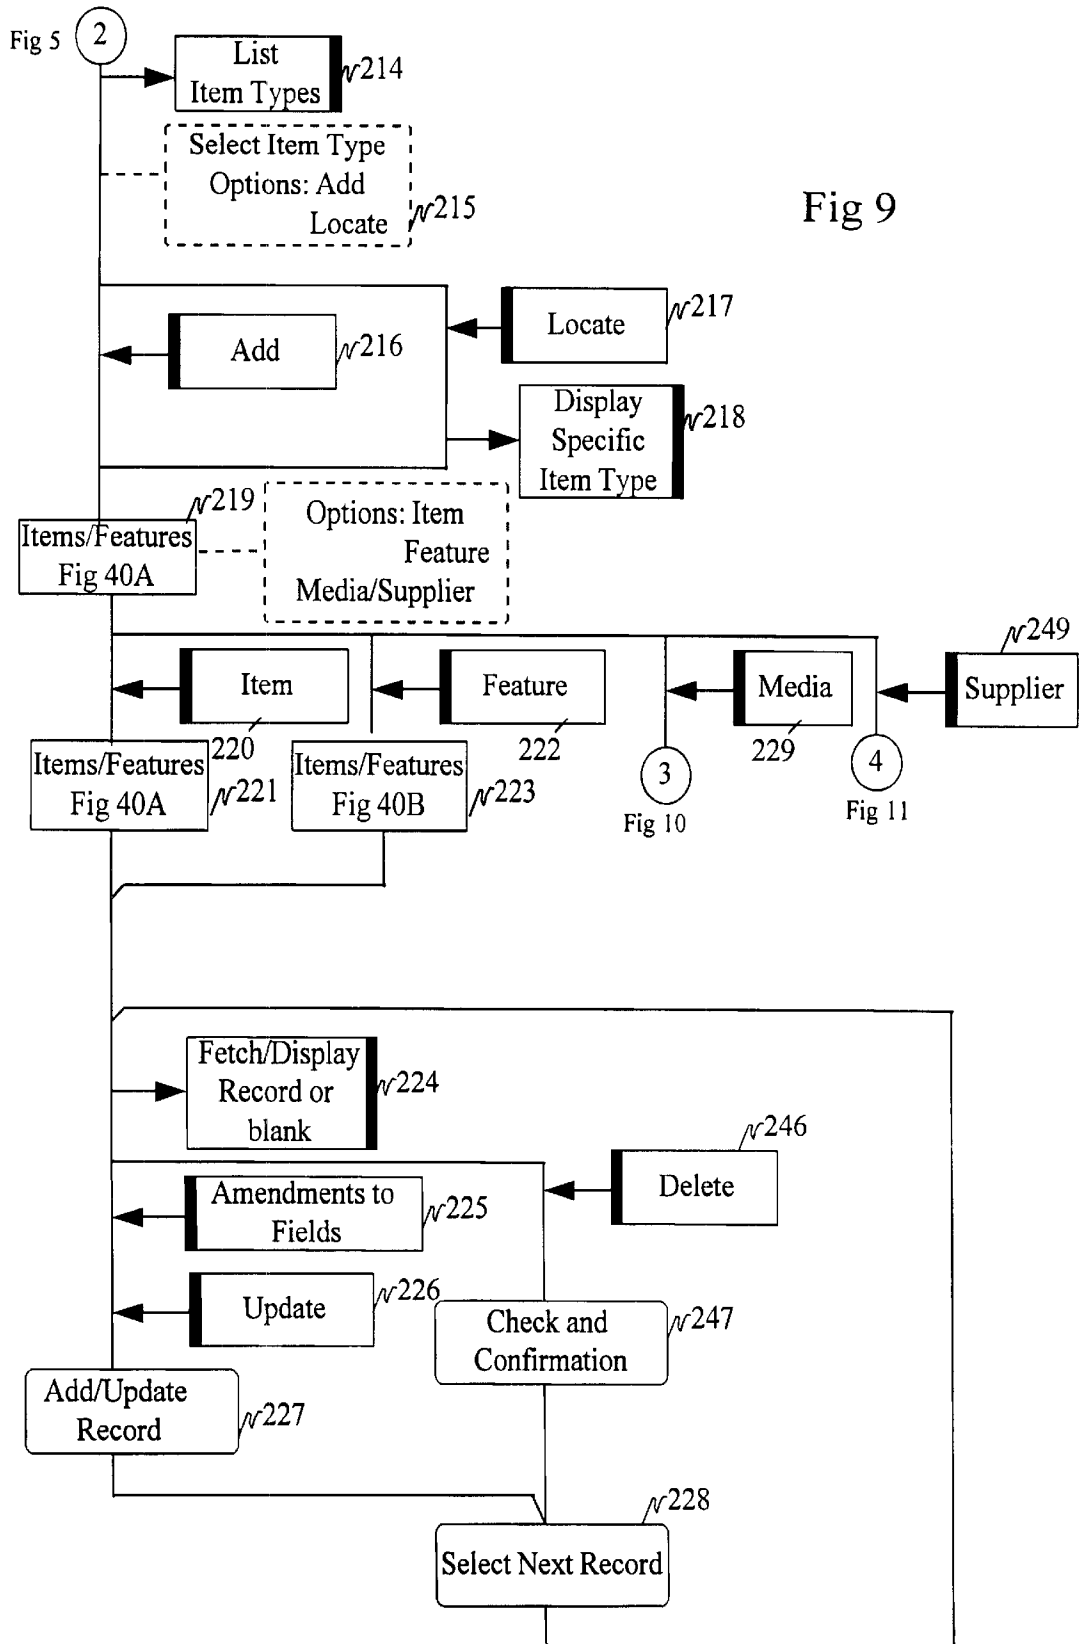 Fig 5
2
List
Item Types
214
Select Item Type
Options: Add
Locate
215
Fig 9
Locate
217
Add
216
Display
Specific
Item Type
218
219
Items/Features
Fig 40A
Options: Item
Feature
Media/Supplier
249
Item
220
Feature
222
Media
229
Supplier
Items/Features
Fig 40A
221
Items/Features
Fig 40B
223
3
Fig 10
4
Fig 11
Fetch/Display
Record or
blank
224
246
Delete
Amendments to
Fields
225
Update
226
Check and
Confirmation
247
Add/Update
Record
227
228
Select Next Record